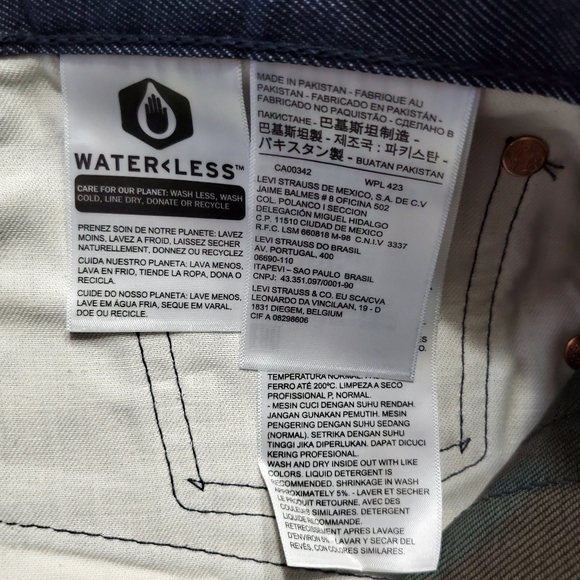 WATER<LESS™
CARE FOR OUR PLANET: WASH LESS, WASH
COLD, LINE DRY, DONATE OR RECYCLE
PRENEZ SOIN DE NOTRE PLANETE: LAVEZ
MOINS, LAVEZ A FROID, LAISSEZ SECHER
NATURELLEMENT, DONNEZ OU RECYCLEZ
CUIDA NUESTRO PLANETA: LAVA MENOS,
LAVA EN FRIO, TIENDE LA ROPA, DONA O
RECICLA.
CUIDE DO NOSSO PLANETA: LAVE MENOS,
LAVE EM ÁGUA FRIA, SEQUE EM VARAL,
DOE OU RECICLE.
MADE IN PAKISTAN - FABRIQUE AU
PAKISTAN - FABRICADO EN PAKISTÁN -
FABRICADO NO PAQUISTÃO - СДЕЛАНО В
ПАКИСТАНЕ - 巴基斯坦制造 -
巴基斯坦製 - 제조국: 파키스탄 -
パキスタン製 - BUATAN PAKISTAN
CA00342 WPL 423
LEVI STRAUSS DE MEXICO, S.A. DE C.V
JAIME BALMES # 8 OFICINA 502
COL. POLANCO I SECCION
DELEGACIÓN MIGUEL HIDALGO
C.P. 11510 CIUDAD DE MEXICO
R.F.C. LSM 660818 M-98 C.N.I.V 3337
LEVI STRAUSS DO BRASIL
AV. PORTUGAL, 400
06690-110
ITAPEVI – SAO PAULO BRASIL
CNPJ: 43.351.097/0001-90
LEVI STRAUSS & CO. EU SCA/CVA
LEONARDO DA VINCILAAN, 19 - D
1831 DIEGEM, BELGIUM
CIF A 08298606
TEMPERATURA NORMAL.
FERRO ATÉ 200°C. LIMPEZA A SECO
PROFISSIONAL P, NORMAL.
- MESIN CUCI DENGAN SUHU RENDAH.
JANGAN GUNAKAN PEMUTIH. MESIN
PENGERING DENGAN SUHU SEDANG
(NORMAL). SETRIKA DENGAN SUHU
TINGGI JIKA DIPERLUKAN. DAPAT DICUCI
KERING PROFESIONAL.
WASH AND DRY INSIDE OUT WITH LIKE
COLORS. LIQUID DETERGENT IS
RECOMMENDED. SHRINKAGE IN WASH
APPROXIMATELY 5%. - LAVER ET SECHER
LE PRODUIT RETOURNE, AVEC DES
COULEURS SIMILAIRES. DETERGENT
LIQUIDE RECOMMANDE.
RETRECISSEMENT APRES LAVAGE
D'ENVIRON 5%. - LAVAR Y SECAR DEL
REVÉS, CON COLORES SIMILARES.